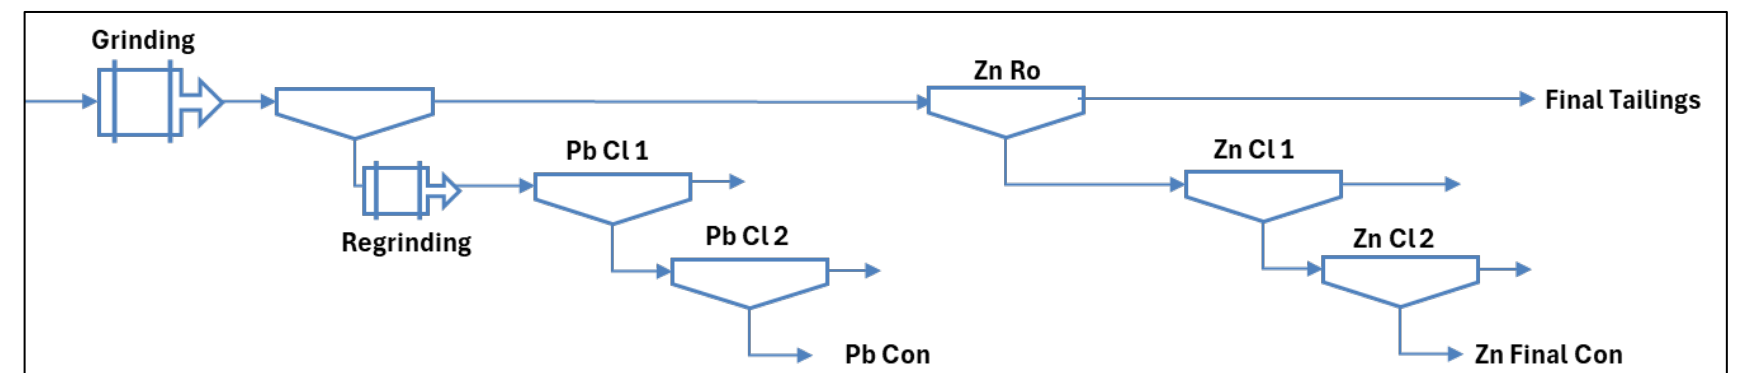 Grinding
Zn Ro
Final Tailings
Pb Cl 1
Zn Cl 1
Regrinding
Pb Cl 2
Zn Cl 2
Pb Con
Zn Final Con